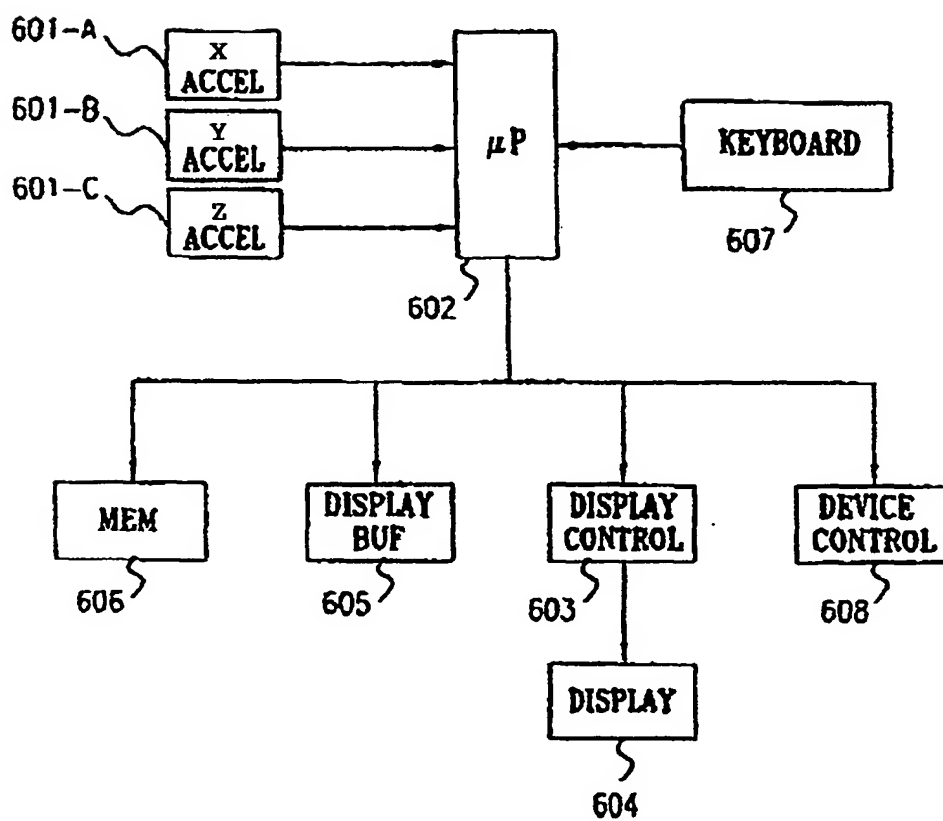 601-A
X
ACCEL
601-B
Y
ACCEL
601-C
Z
ACCEL
μP
602
KEYBOARD
607
MEM
606
DISPLAY
BUF
605
DISPLAY
CONTROL
603
DEVICE
CONTROL
608
DISPLAY
604